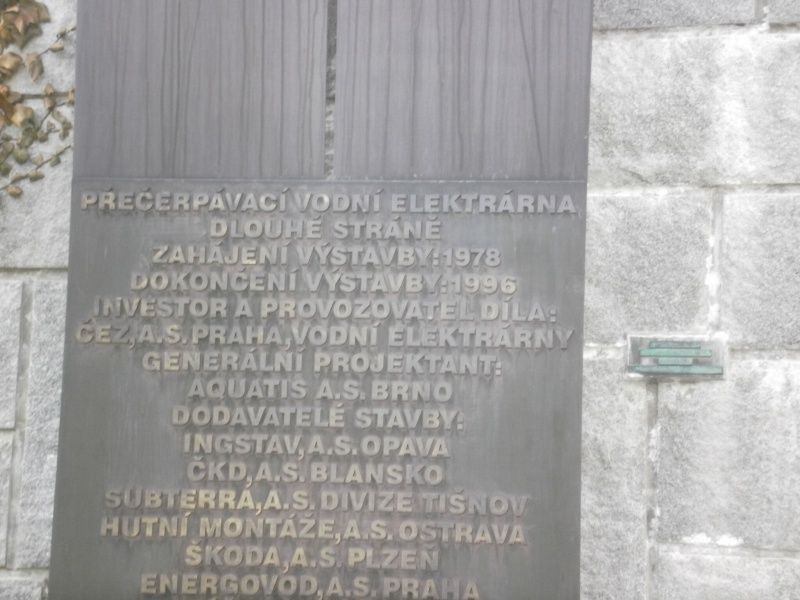 PŘEČERPÁVACÍ VODNÍ ELEKTRÁRNA
DLOUHÉ STRÁNĚ
ZAHÁJENÍ VÝSTAVBY: 1978
DOKONČENÍ VÝSTAVBY: 1996
INVESTOR A PROVOZOVATEL DÍLA:
ČEZ, A.S. PRAHA, VODNÍ ELEKTRÁRNY
GENERÁLNÍ PROJEKTANT:
AQUATIS A.S. BRNO
DODAVATELÉ STAVBY:
INGSTAV, A.S. OPAVA
ČKD, A.S. BLANSKO
SUBTERRA, A.S. DIVIZE TIŠNOV
HUTNÍ MONTÁŽE, A.S. OSTRAVA
ŠKODA, A.S. PLZEŇ
ENERGOVOD, A.S. PRAHA